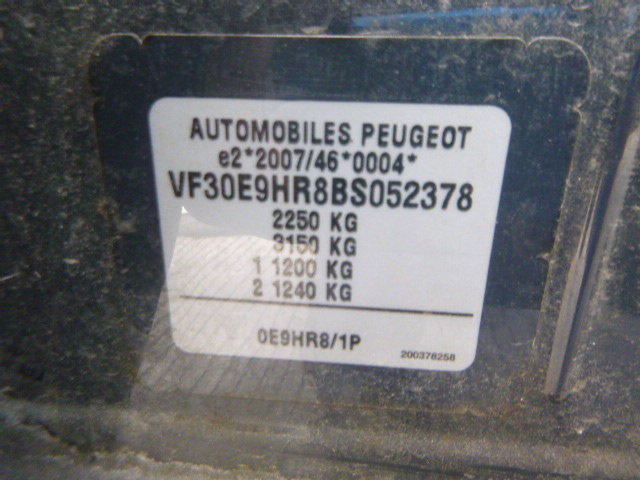 AUTOMOBILES PEUGEOT
e2*2007/46*0004*
VF30E9HR8BS052378
2250 KG
3150 KG
1 1200 KG
2 1240 KG
0E9HR8/1P
200378258